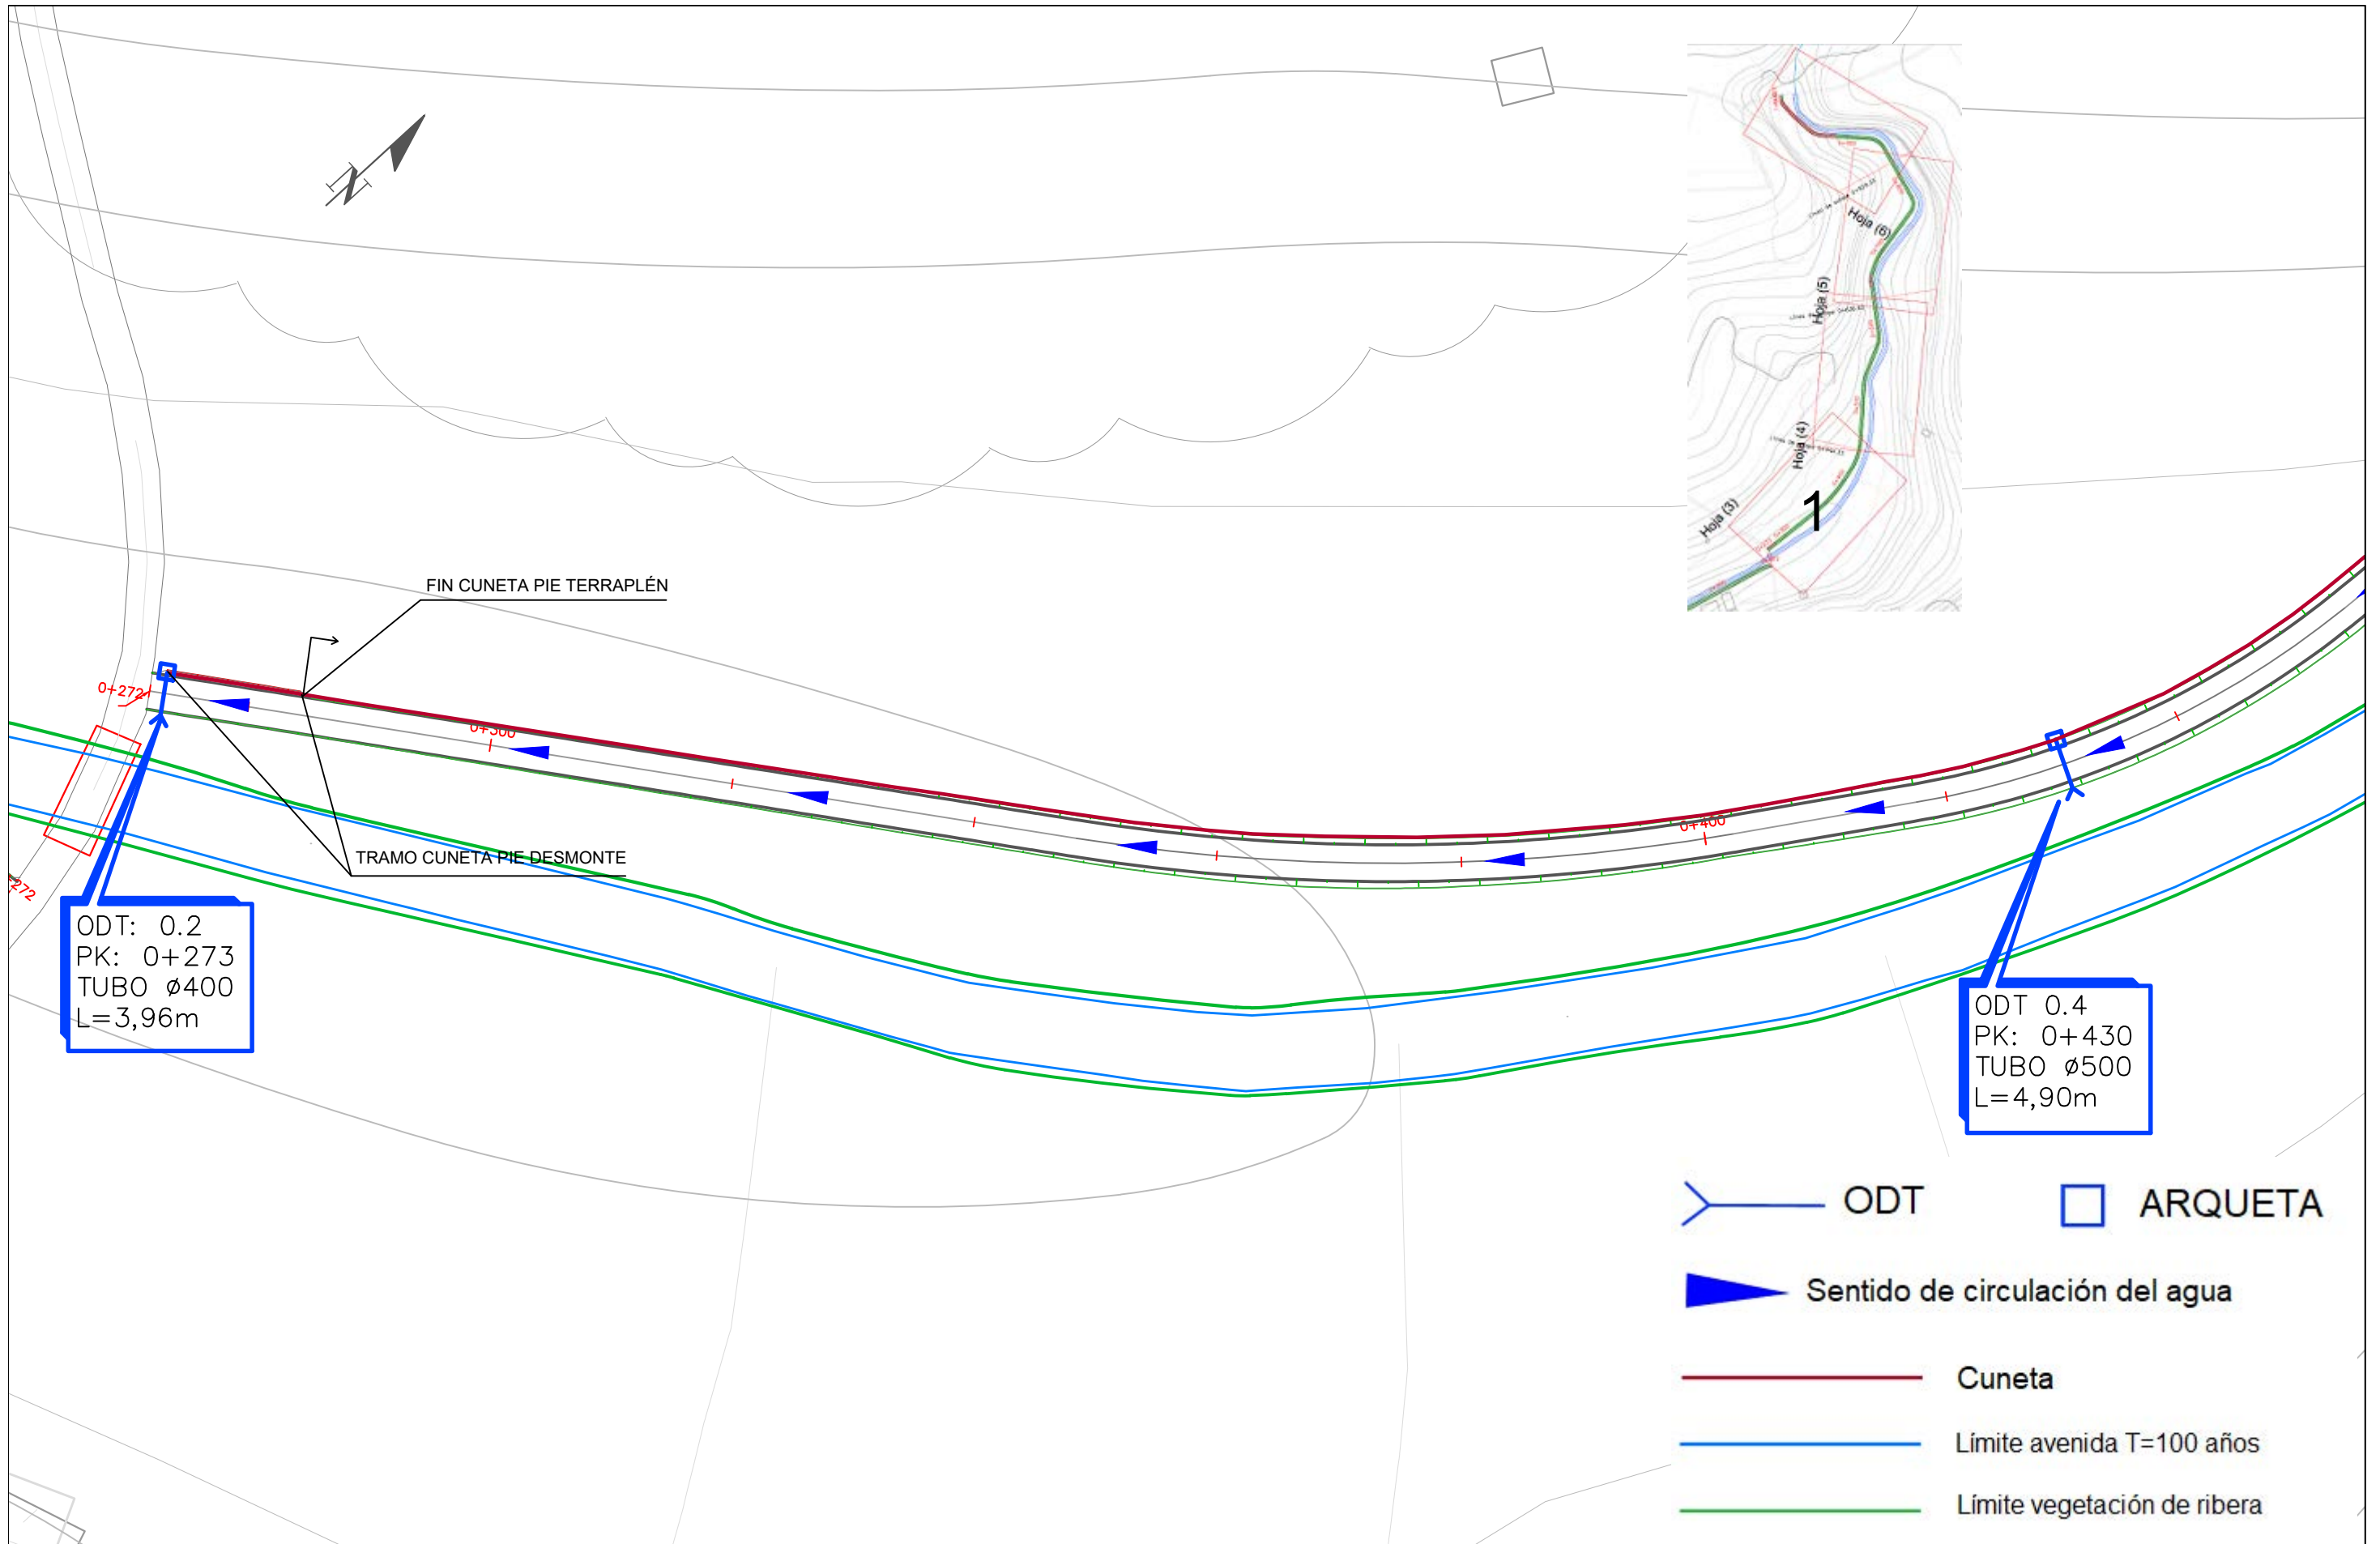 N
Hoja (6)
Hoja (5)
Hoja (4)
Hoja (3)
1
FIN CUNETA PIE TERRAPLÉN
0+272
0+300
0+400
TRAMO CUNETA PIE DESMONTE
272
ODT: 0.2
PK: 0+273
TUBO ø400
L=3,96m
ODT 0.4
PK: 0+430
TUBO ø500
L=4,90m
ODT
ARQUETA
Sentido de circulación del agua
Cuneta
Límite avenida T=100 años
Límite vegetación de ribera